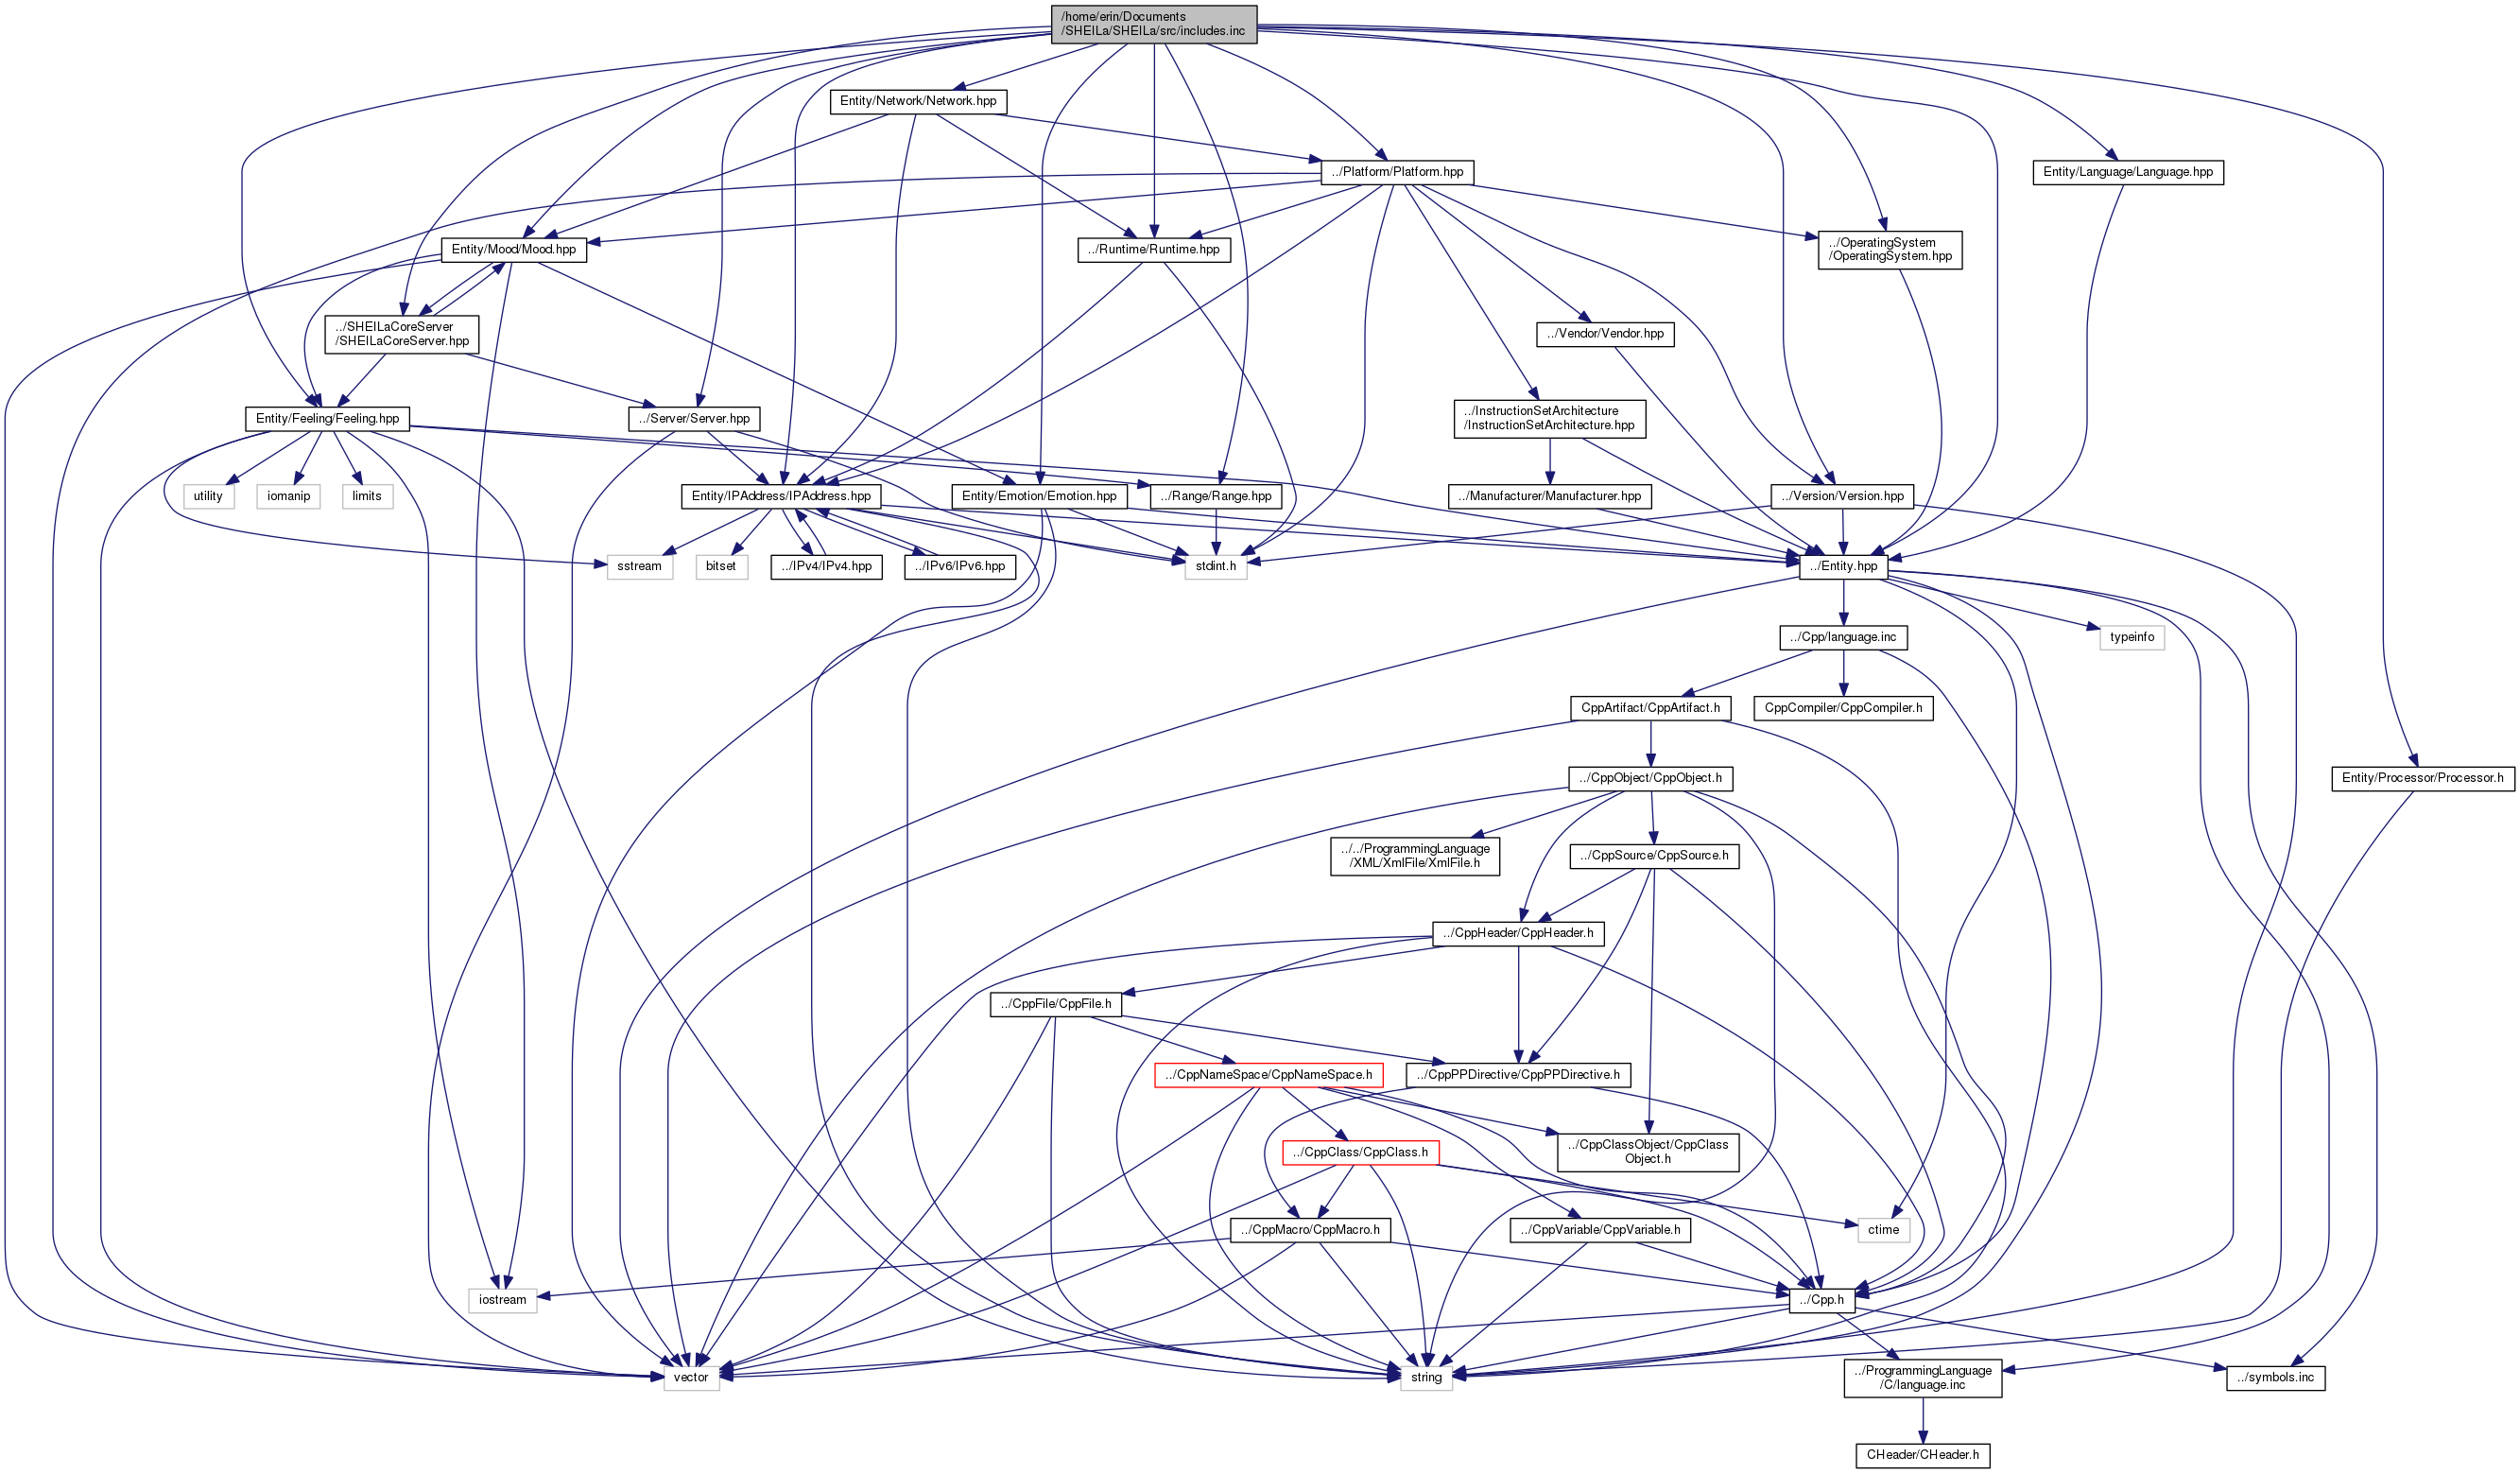 /home/erin/Documents
/SHEILa/SHEILa/src/includes.inc
Entity/Network/Network.hpp
../Platform/Platform.hpp
Entity/Language/Language.hpp
Entity/Mood/Mood.hpp
../Runtime/Runtime.hpp
../OperatingSystem
/OperatingSystem.hpp
../SHEILaCoreServer
/SHEILaCoreServer.hpp
../Vendor/Vendor.hpp
Entity/Feeling/Feeling.hpp
../Server/Server.hpp
../InstructionSetArchitecture
/InstructionSetArchitecture.hpp
utility
iomanip
limits
Entity/IPAddress/IPAddress.hpp
Entity/Emotion/Emotion.hpp
../Range/Range.hpp
../Manufacturer/Manufacturer.hpp
../Version/Version.hpp
sstream
bitset
../IPv4/IPv4.hpp
../IPv6/IPv6.hpp
stdint.h
../Entity.hpp
../Cpp/language.inc
typeinfo
CppArtifact/CppArtifact.h
CppCompiler/CppCompiler.h
../CppObject/CppObject.h
Entity/Processor/Processor.h
../../ProgrammingLanguage
/XML/XmlFile/XmlFile.h
../CppSource/CppSource.h
../CppHeader/CppHeader.h
../CppFile/CppFile.h
../CppNameSpace/CppNameSpace.h
../CppPPDirective/CppPPDirective.h
../CppClass/CppClass.h
../CppClassObject/CppClass
Object.h
../CppMacro/CppMacro.h
../CppVariable/CppVariable.h
ctime
iostream
../Cpp.h
vector
string
../ProgrammingLanguage
/C/language.inc
../symbols.inc
CHeader/CHeader.h